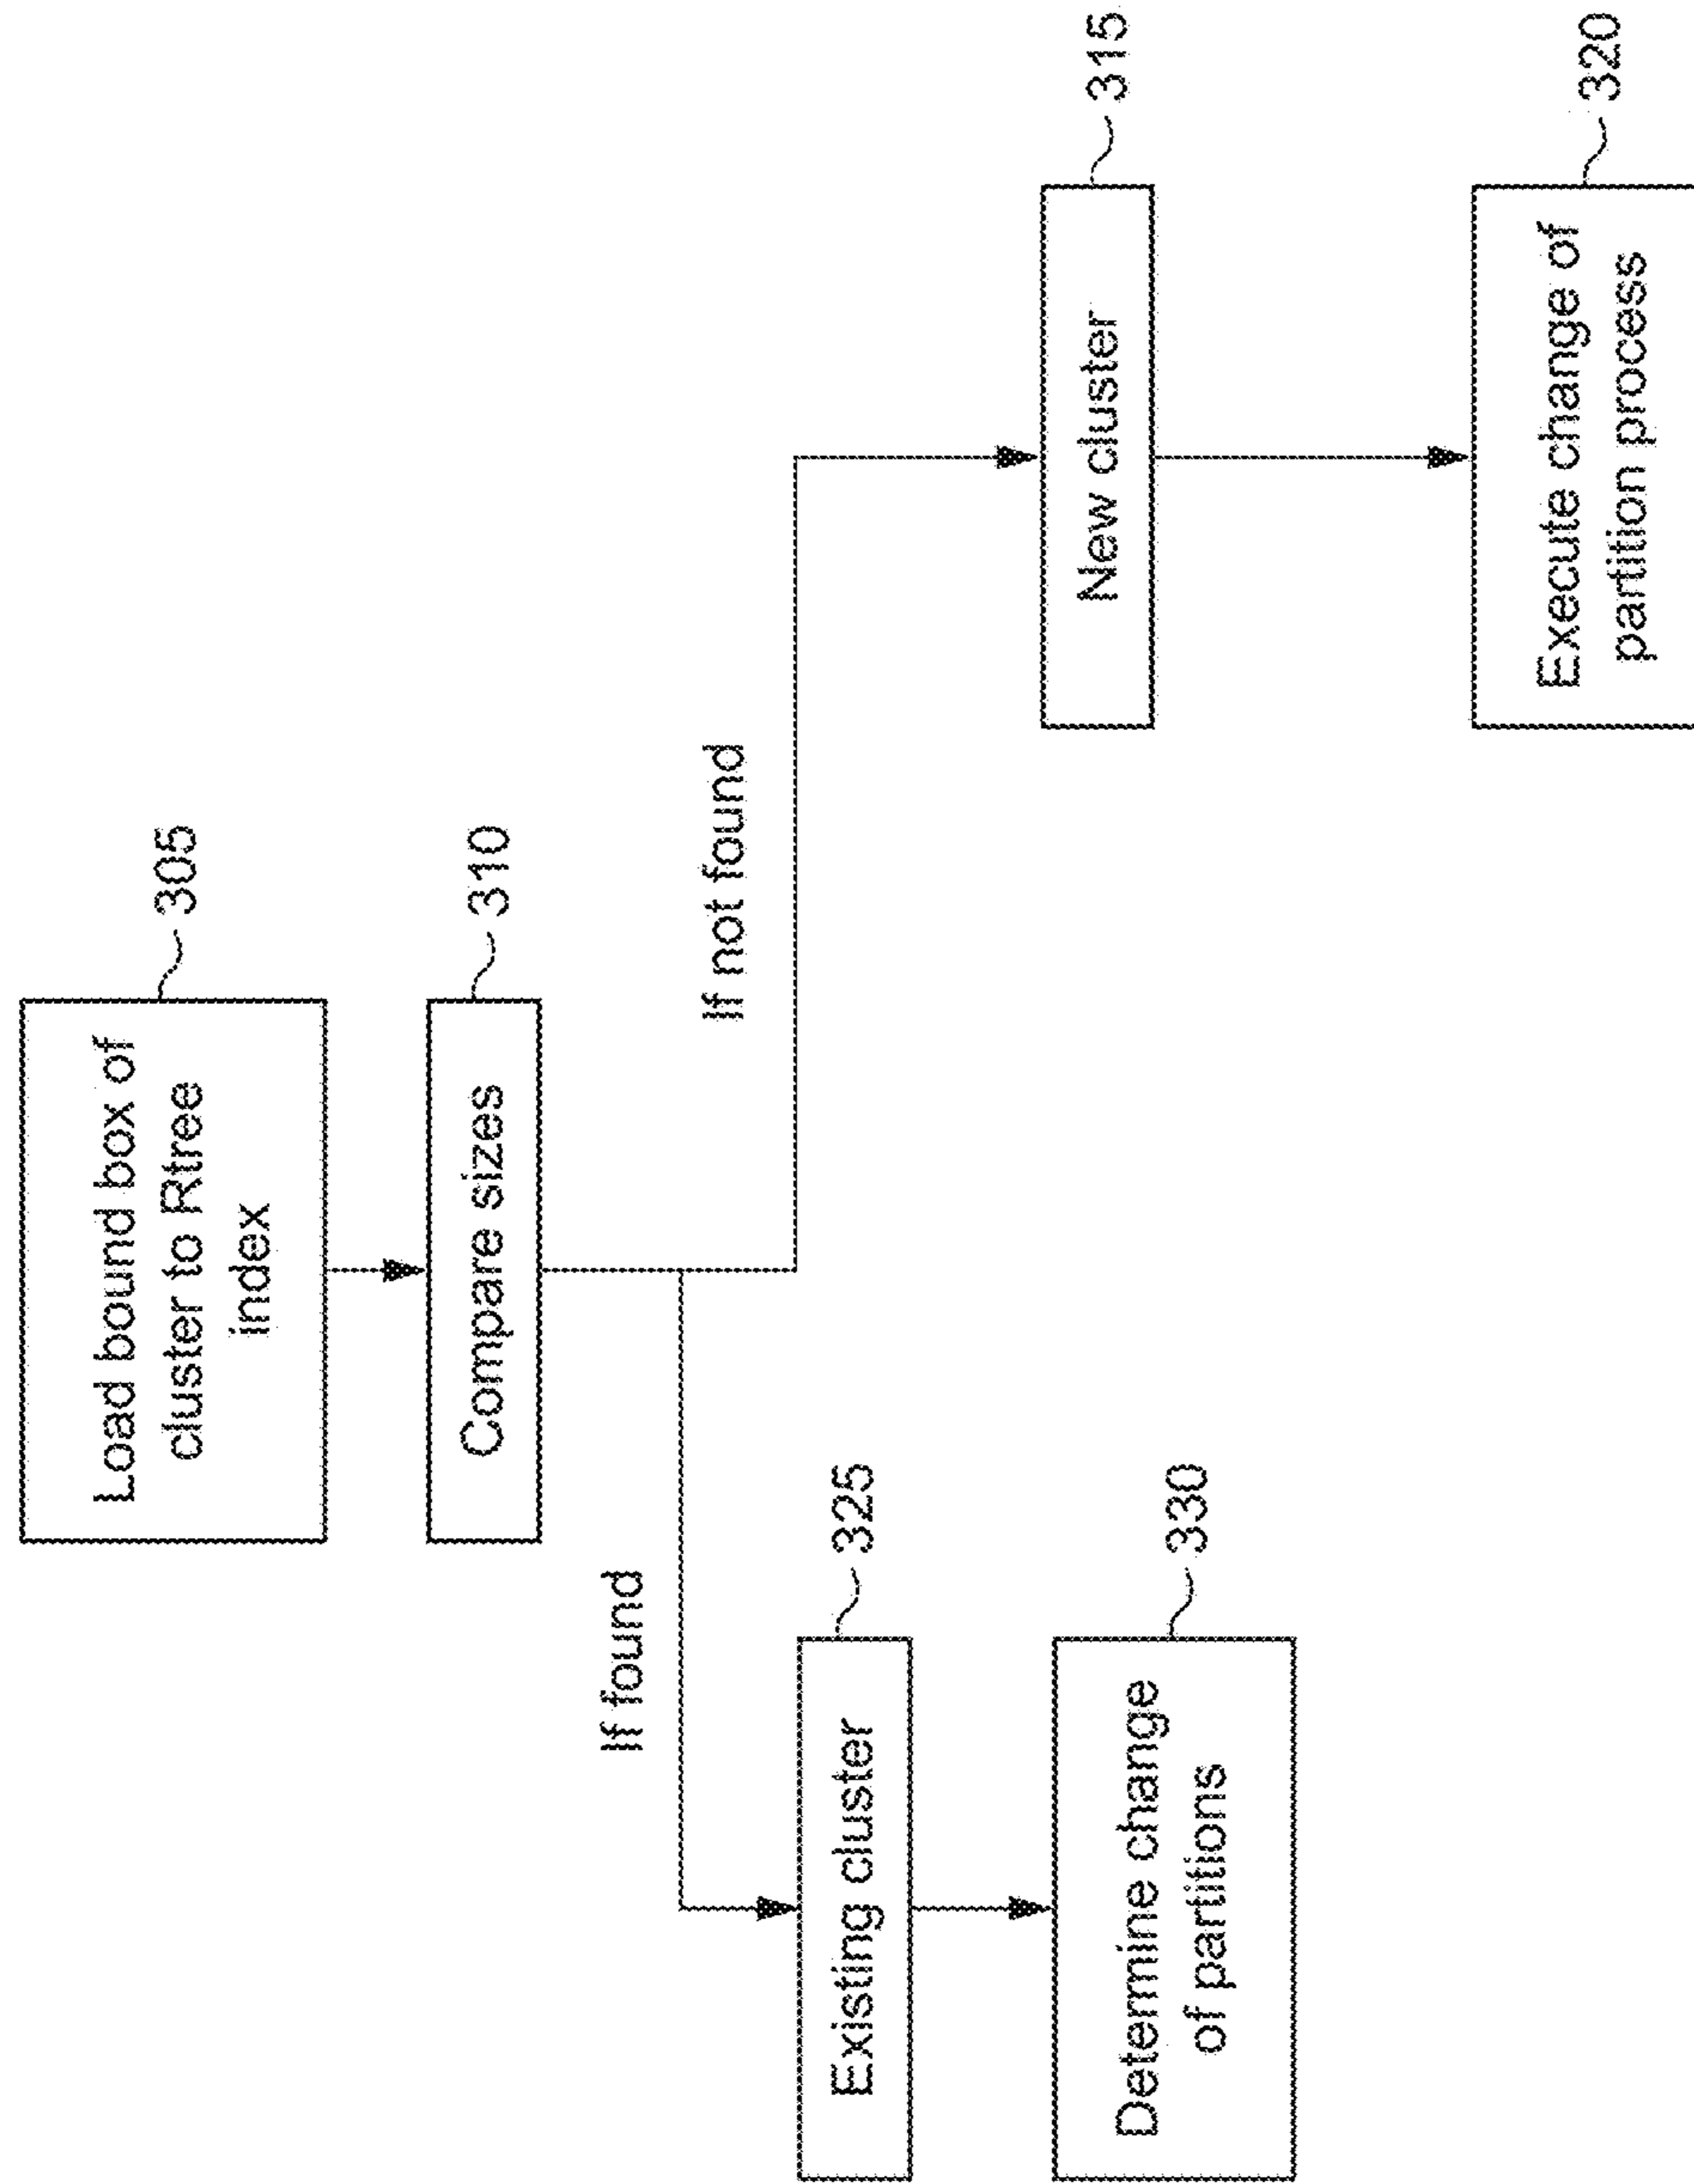 Load bound box of
cluster to Rtree
index
305
Compare sizes
310
If found
If not found
Existing cluster
325
Determine change
of partitions
330
New cluster
315
Execute change of
partition process
320